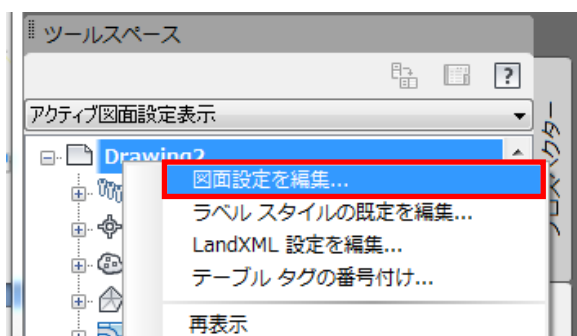 ツールスペース
?
アクティブ図面設定表示
Drawing2
図面設定を編集...
ラベル スタイルの既定を編集...
LandXML 設定を編集...
テーブル タグの番号付け...
再表示
プロスペクター